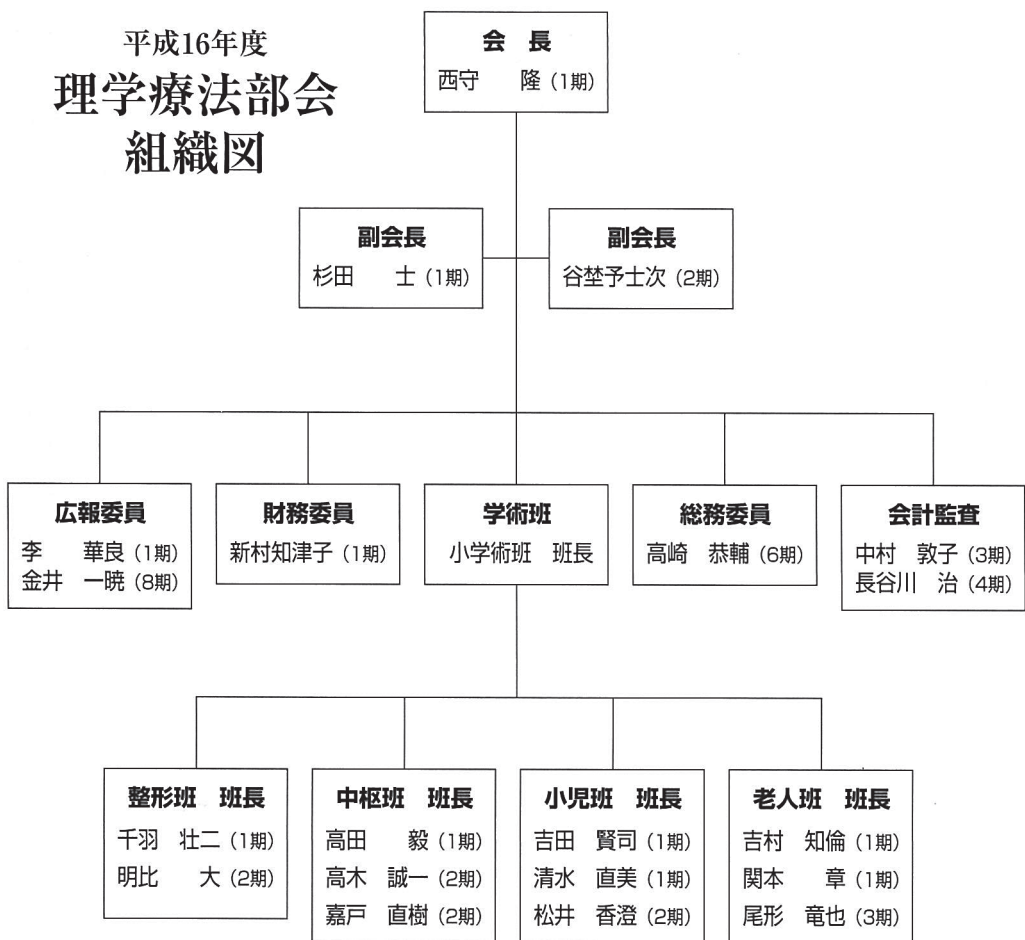 平成16年度
理学療法部会
組織図
会　長
西守　　隆（1期）
副会長
杉田　　士（1期）
副会長
谷埜予士次（2期）
広報委員
李　　華良（1期）
金井　一暁（8期）
財務委員
新村知津子（1期）
学術班
小学術班　班長
総務委員
高崎　恭輔（6期）
会計監査
中村　敦子（3期）
長谷川　治（4期）
整形班　班長
千羽　壮二（1期）
明比　　大（2期）
中枢班　班長
高田　　毅（1期）
高木　誠一（2期）
嘉戸　直樹（2期）
小児班　班長
吉田　賢司（1期）
清水　直美（1期）
松井　香澄（2期）
老人班　班長
吉村　知倫（1期）
関本　　章（1期）
尾形　竜也（3期）